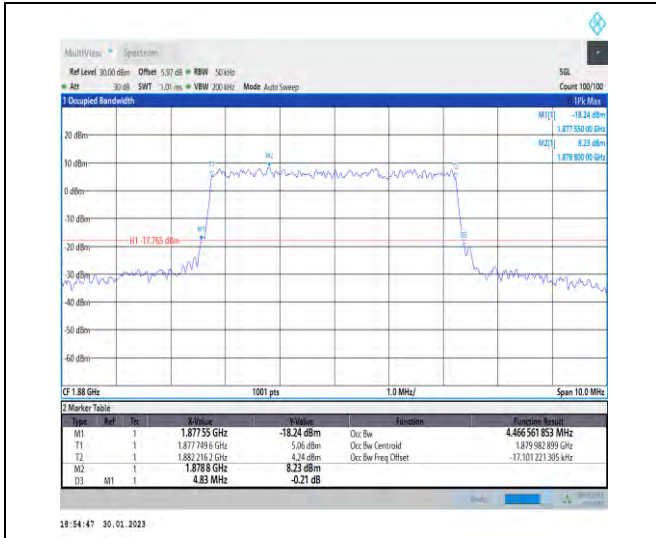 MultiView Spectrum
Ref Level 30.00 dBm Offset 5.97 dB RBW 50 kHz SGL
Att 30 dB SWT 1.01 ms VBW 200 kHz Mode Auto Sweep Count 100/100
1 Occupied Bandwidth 1Pk Max
M1[1] -18.24 dBm
1.877 550 00 GHz
M2[1] 8.23 dBm
1.878 800 00 GHz
20 dBm
10 dBm
M2
T1
T2
0 dBm
-10 dBm
M1
D3
H1 -17.765 dBm
-20 dBm
-30 dBm
-40 dBm
-50 dBm
-60 dBm
CF 1.88 GHz 1001 pts 1.0 MHz/ Span 10.0 MHz
2 Marker Table
Type Ref Trc X-Value Y-Value Function Function Result
M1 1 1.87755 GHz -18.24 dBm Occ Bw 4.466 561 853 MHz
T1 1 1.877 749 6 GHz 5.06 dBm Occ Bw Centroid 1.879 982 899 GHz
T2 1 1.882 216 2 GHz 4.24 dBm Occ Bw Freq Offset -17.101 221 305 kHz
M2 1 1.8788 GHz 8.23 dBm
D3 M1 1 4.83 MHz -0.21 dB
18:54:47 30.01.2023